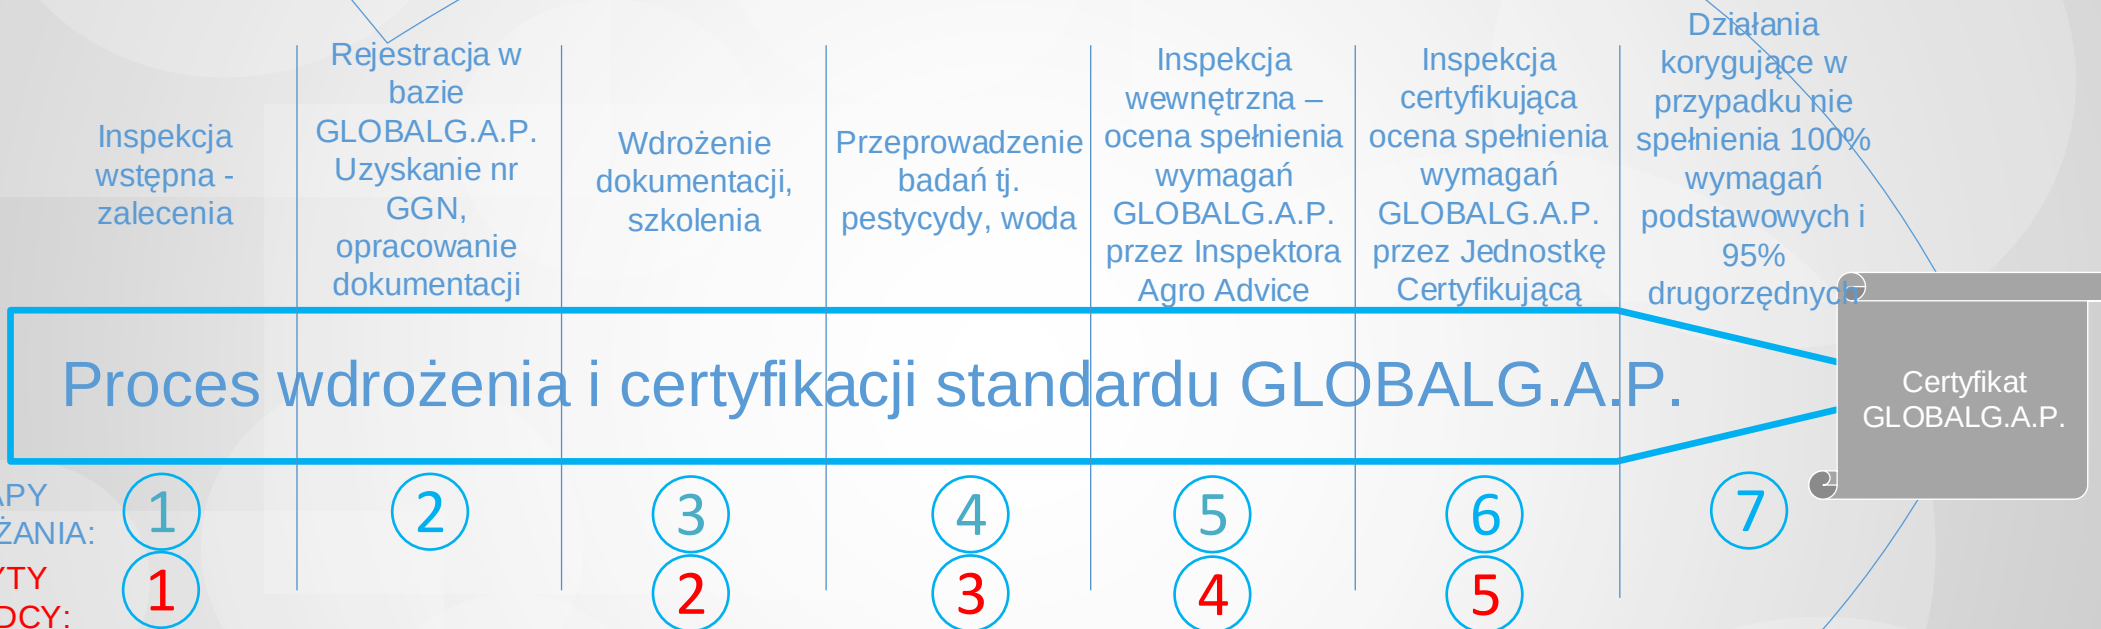 Inspekcja
wstępna -
zalecenia
Rejestracja w
bazie
GLOBALG.A.P.
Uzyskanie nr
GGN,
opracowanie
dokumentacji
Wdrożenie
dokumentacji,
szkolenia
Przeprowadzenie
badań tj.
pestycydy, woda
Inspekcja
wewnętrzna –
ocena spełnienia
wymagań
GLOBALG.A.P.
przez Inspektora
Agro Advice
Inspekcja
certyfikująca
ocena spełnienia
wymagań
GLOBALG.A.P.
przez Jednostkę
Certyfikującą
Działania
korygujące w
przypadku nie
spełnienia 100%
wymagań
podstawowych i
95%
drugorzędnych
Proces wdrożenia i certyfikacji standardu GLOBALG.A.P.
Certyfikat
GLOBALG.A.P.
1 2 3 4 5 6 7
1 2 3 4 5